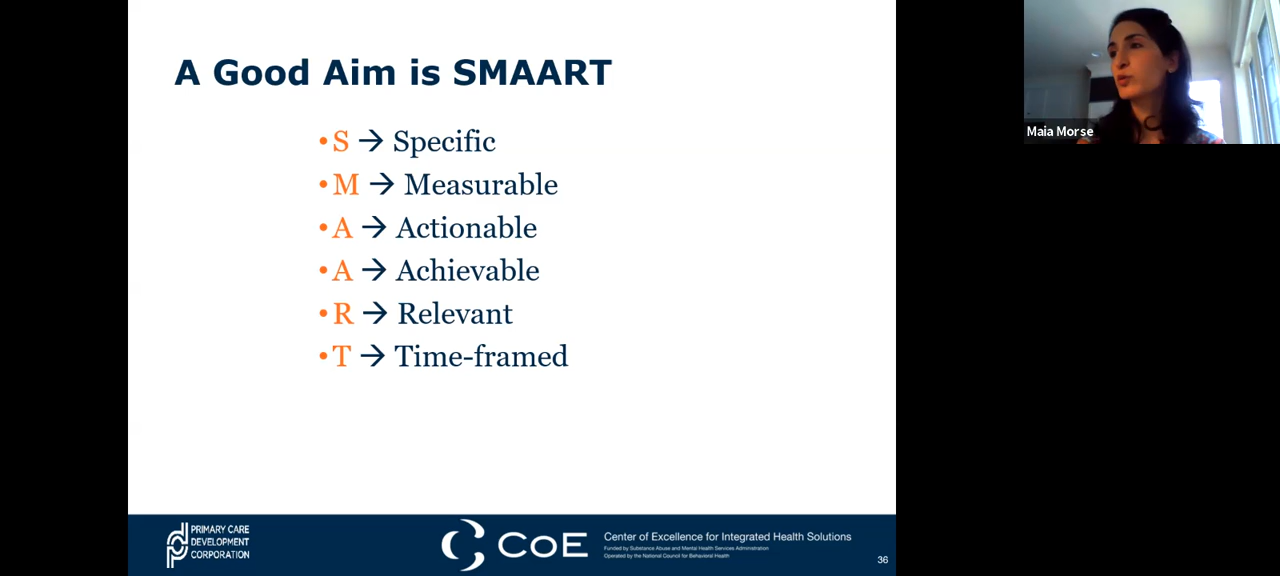 A Good Aim is SMAART
•S → Specific
•M → Measurable
•A → Actionable
•A → Achievable
•R → Relevant
•T → Time-framed
Maia Morse
PRIMARY CARE
DEVELOPMENT
CORPORATION
CoE
Center of Excellence for Integrated Health Solutions
Funded by Substance Abuse and Mental Health Services Administration
Operated by the National Council for Behavioral Health
36